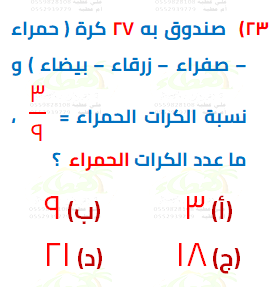 ٢٣) صندوق به ٢٧ كرة ( حمراء
– صفراء – زرقاء – بيضاء ) و
نسبة الكرات الحمراء = ٣/٩ ،
ما عدد الكرات الحمراء ؟
(أ) ٣ (ب) ٩
(ج) ١٨ (د) ٢١